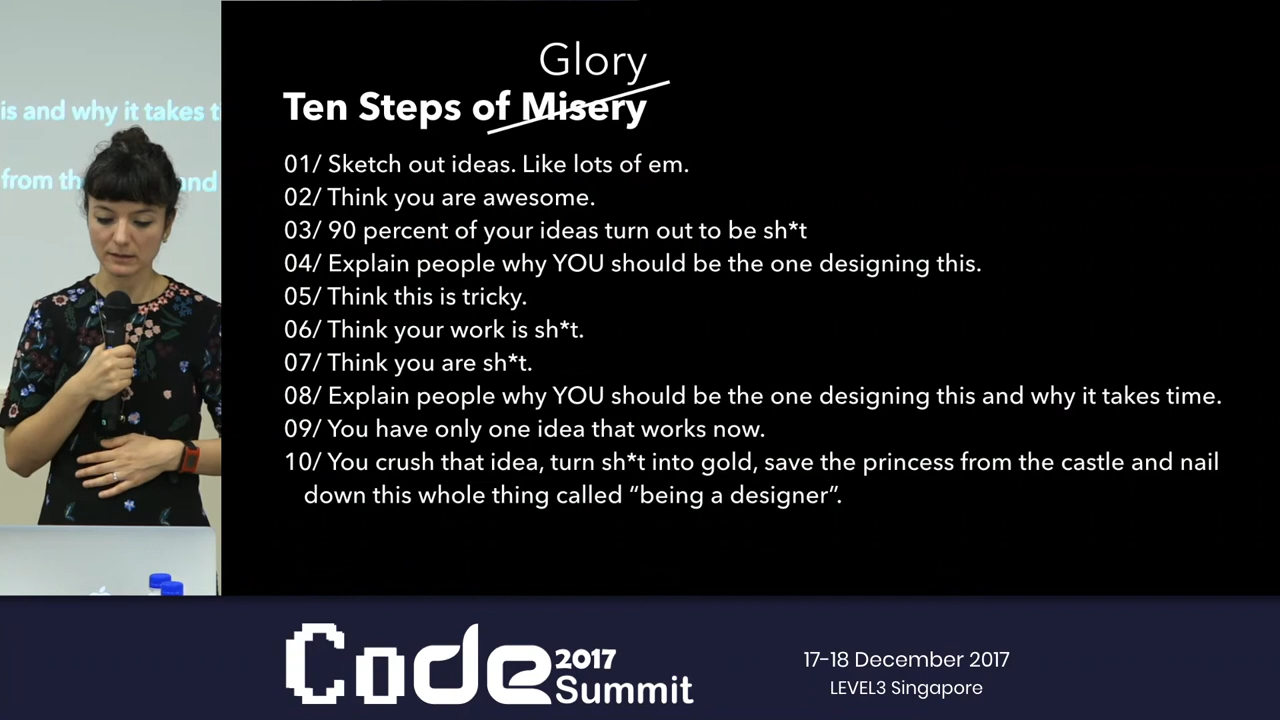 Glory
Ten Steps of Misery
01/ Sketch out ideas. Like lots of em.
02/ Think you are awesome.
03/ 90 percent of your ideas turn out to be sh*t
04/ Explain people why YOU should be the one designing this.
05/ Think this is tricky.
06/ Think your work is sh*t.
07/ Think you are sh*t.
08/ Explain people why YOU should be the one designing this and why it takes time.
09/ You have only one idea that works now.
10/ You crush that idea, turn sh*t into gold, save the princess from the castle and nail
down this whole thing called “being a designer”.
is and why it takes t
from th and
Code 2017 Summit
17-18 December 2017
LEVEL3 Singapore